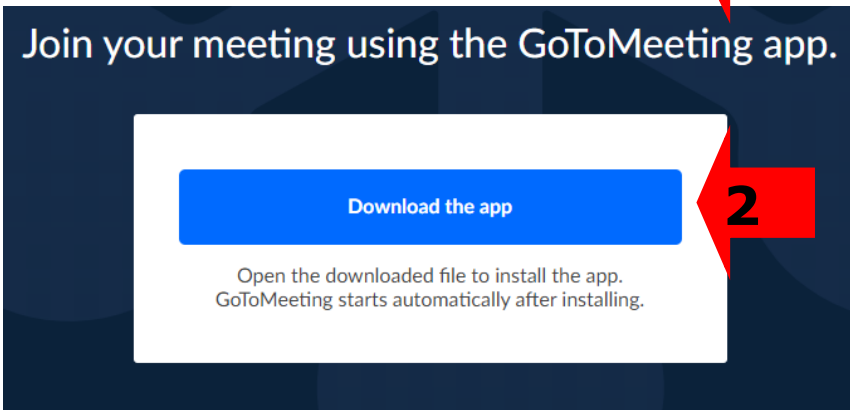 Join your meeting using the GoToMeeting app.
Download the app
2
Open the downloaded file to install the app.
GoToMeeting starts automatically after installing.